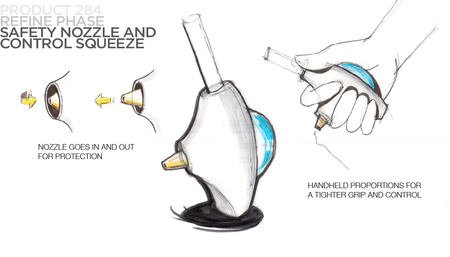 PRODUCT 284
REFINE PHASE
SAFETY NOZZLE AND
CONTROL SQUEEZE
NOZZLE GOES IN AND OUT
FOR PROTECTION
HANDHELD PROPORTIONS FOR
A TIGHTER GRIP AND CONTROL